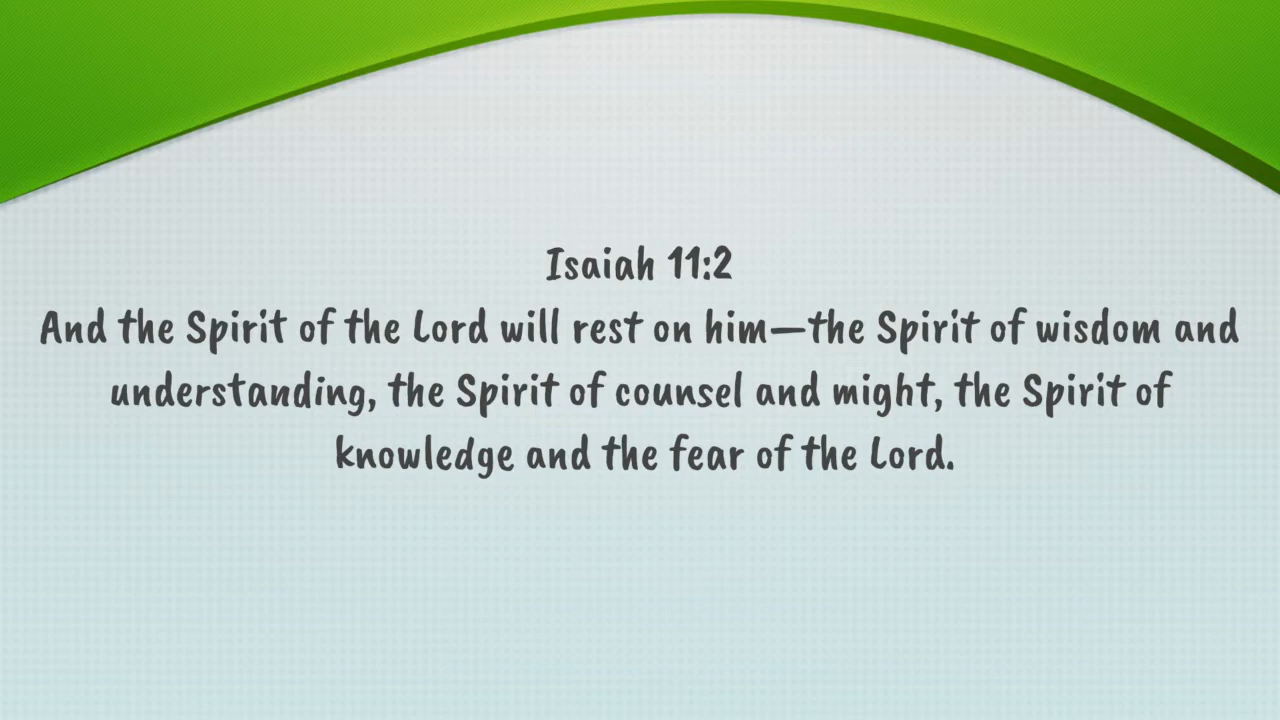 Isaiah 11:2
And the Spirit of the Lord will rest on him—the Spirit of wisdom and
understanding, the Spirit of counsel and might, the Spirit of
knowledge and the fear of the Lord.